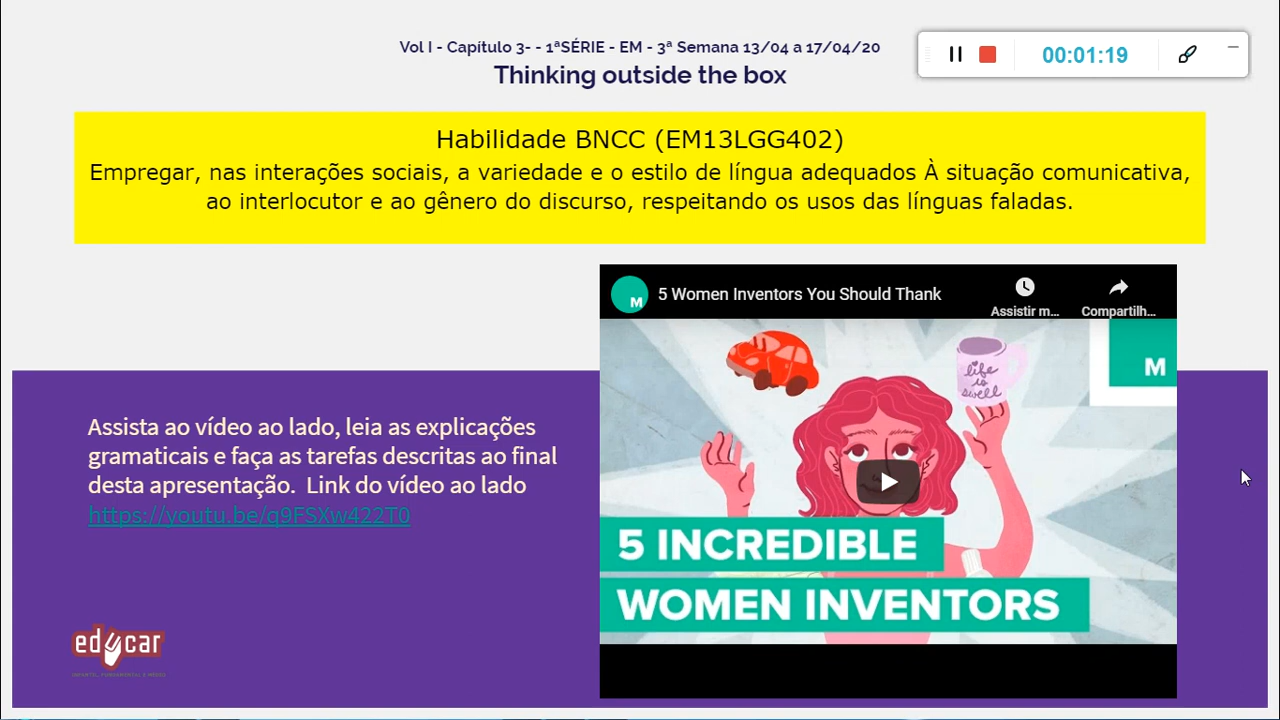 Vol I - Capítulo 3- - 1ªSÉRIE - EM - 3ª Semana 13/04 a 17/04/20
Thinking outside the box
00:01:19
Habilidade BNCC (EM13LGG402)
Empregar, nas interações sociais, a variedade e o estilo de língua adequados À situação comunicativa,
ao interlocutor e ao gênero do discurso, respeitando os usos das línguas faladas.
M
5 Women Inventors You Should Thank
Assistir m...
Compartilh...
life
is
swell
M
5 INCREDIBLE
WOMEN INVENTORS
Assista ao vídeo ao lado, leia as explicações
gramaticais e faça as tarefas descritas ao final
desta apresentação. Link do vídeo ao lado
https://youtu.be/q9FSXw422T0
educar